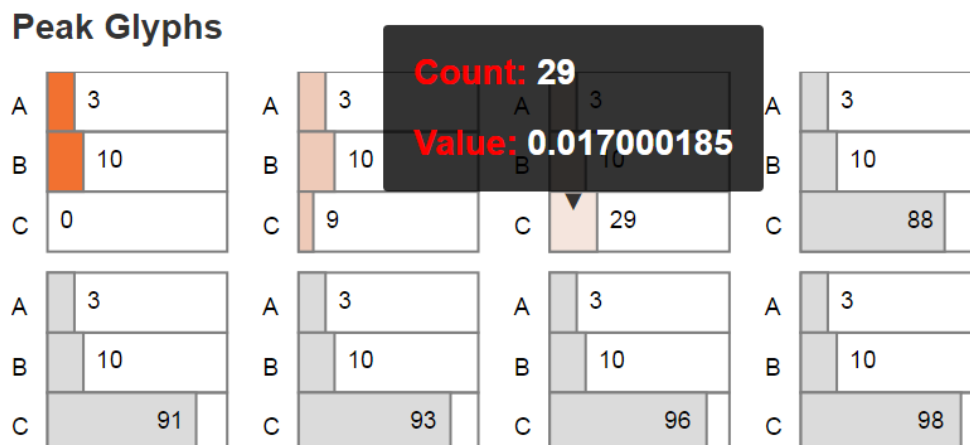 Peak Glyphs
Count: 29
Value: 0.017000185
A 3 A 3 A 3 A 3
B 10 B 10 B 10 B 10
C 0 C 9 C 29 C 88
A 3 A 3 A 3 A 3
B 10 B 10 B 10 B 10
C 91 C 93 C 96 C 98